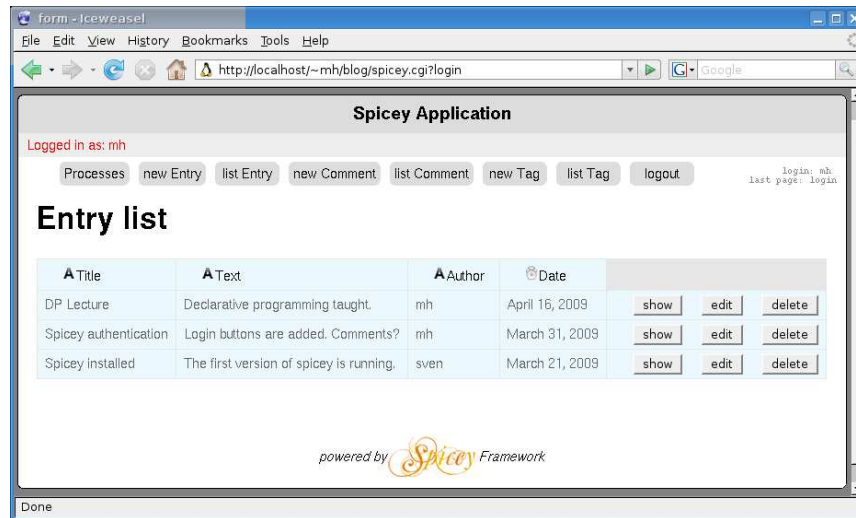 form - Iceweasel
File Edit View History Bookmarks Tools Help
http://localhost/~mh/blog/spicey.cgi?login G Google
Spicey Application
Logged in as: mh
Processes new Entry list Entry new Comment list Comment new Tag list Tag logout login: mh
last page: login
Entry list
A Title A Text A Author Date
DP Lecture Declarative programming taught. mh April 16, 2009 show edit delete
Spicey authentication Login buttons are added. Comments? mh March 31, 2009 show edit delete
Spicey installed The first version of spicey is running. sven March 21, 2009 show edit delete
powered by Spicey Framework
Done